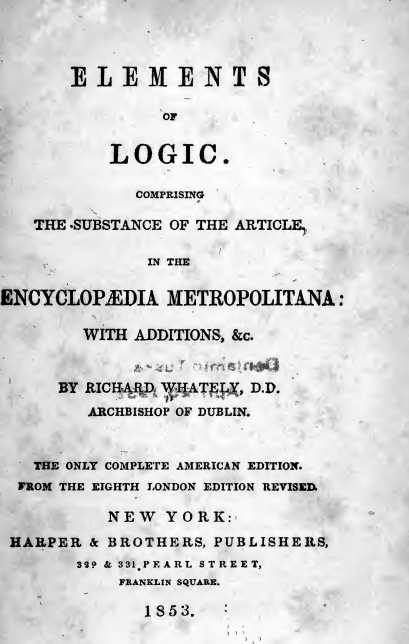 ELEMENTS
OF
LOGIC.
COMPRISING
THE SUBSTANCE OF THE ARTICLE,
IN THE
ENCYCLOPÆDIA METROPOLITANA:
WITH ADDITIONS, &c.
BY RICHARD WHATELY, D.D.
ARCHBISHOP OF DUBLIN.
THE ONLY COMPLETE AMERICAN EDITION.
FROM THE EIGHTH LONDON EDITION REVISED.
NEW YORK:
HARPER & BROTHERS, PUBLISHERS,
329 & 331 PEARL STREET,
FRANKLIN SQUARE.
1853.